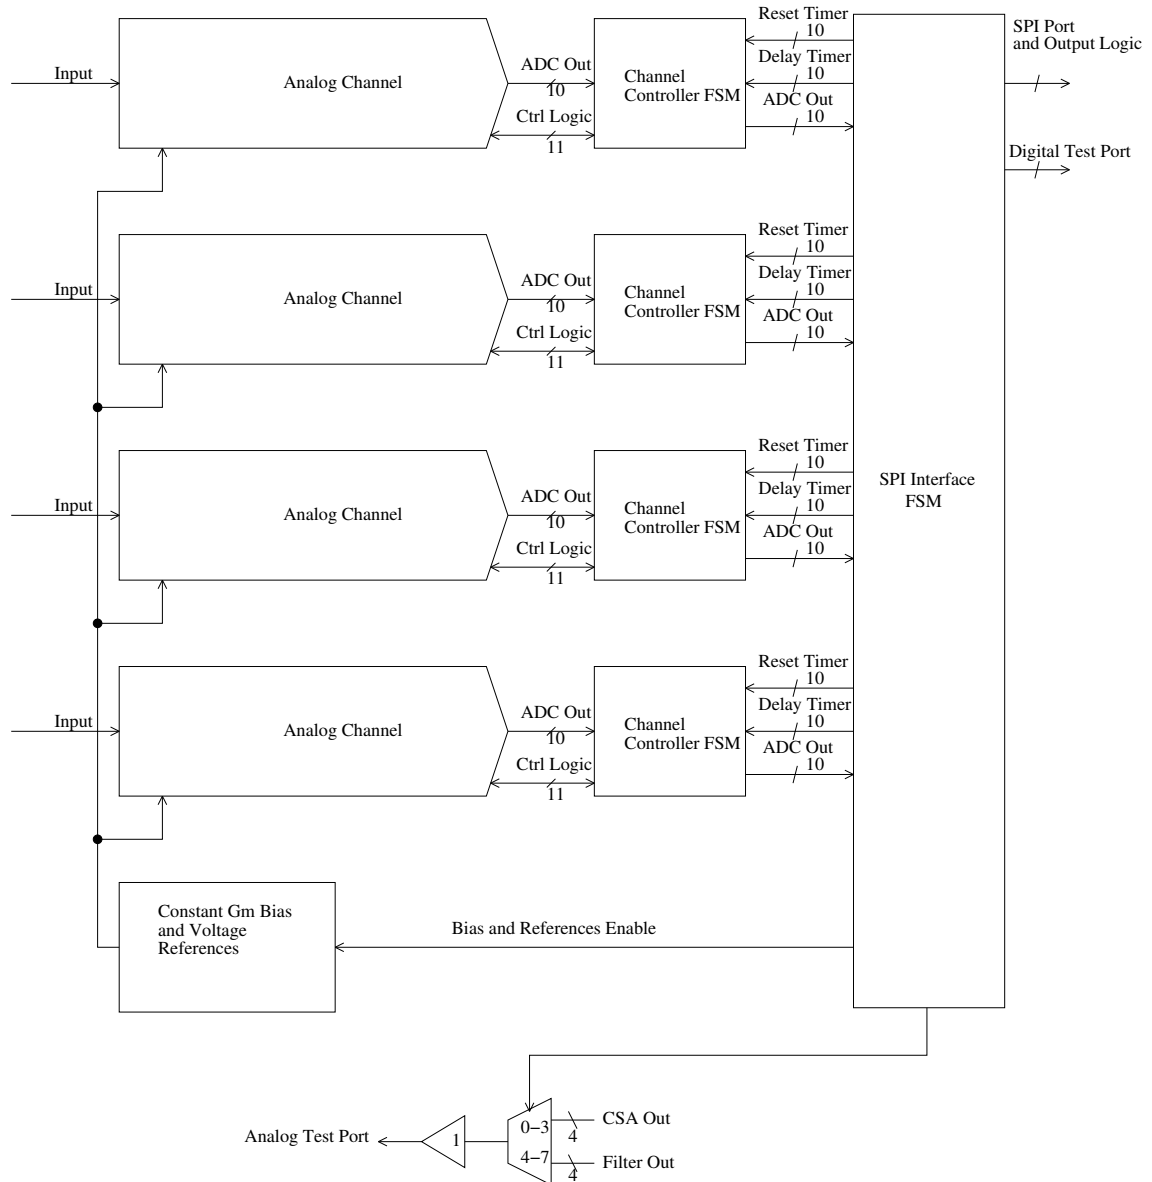 Reset Timer
10
SPI Port
and Output Logic
Input
Analog Channel
ADC Out
10
Channel
Controller FSM
Delay Timer
10
ADC Out
10
Ctrl Logic
11
Digital Test Port
Reset Timer
10
Input
Analog Channel
ADC Out
10
Channel
Controller FSM
Delay Timer
10
ADC Out
10
Ctrl Logic
11
Reset Timer
10
Input
Analog Channel
ADC Out
10
Channel
Controller FSM
Delay Timer
10
ADC Out
10
Ctrl Logic
11
SPI Interface
FSM
Reset Timer
10
Input
Analog Channel
ADC Out
10
Channel
Controller FSM
Delay Timer
10
ADC Out
10
Ctrl Logic
11
Constant Gm Bias
and Voltage
References
Bias and References Enable
Analog Test Port
1
0−3
4−7
4
CSA Out
4
Filter Out